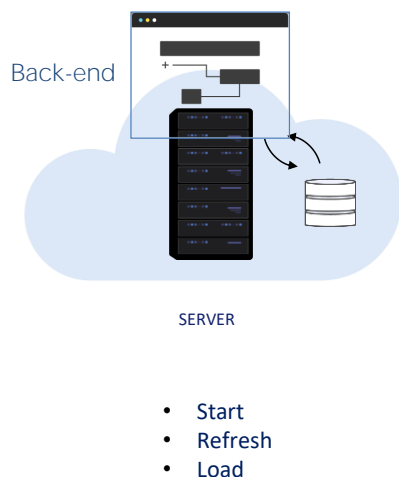 Back-end
SERVER
• Start
• Refresh
• Load